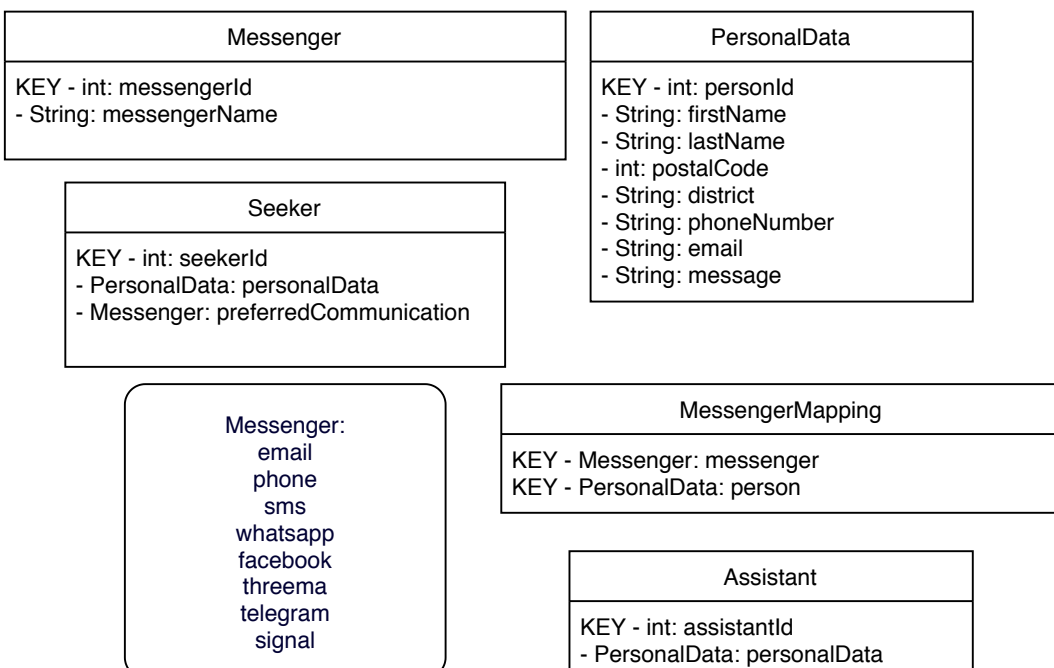 Messenger
KEY - int: messengerId
- String: messengerName
PersonalData
KEY - int: personId
- String: firstName
- String: lastName
- int: postalCode
- String: district
- String: phoneNumber
- String: email
- String: message
Seeker
KEY - int: seekerId
- PersonalData: personalData
- Messenger: preferredCommunication
Messenger:
email
phone
sms
whatsapp
facebook
threema
telegram
signal
MessengerMapping
KEY - Messenger: messenger
KEY - PersonalData: person
Assistant
KEY - int: assistantId
- PersonalData: personalData